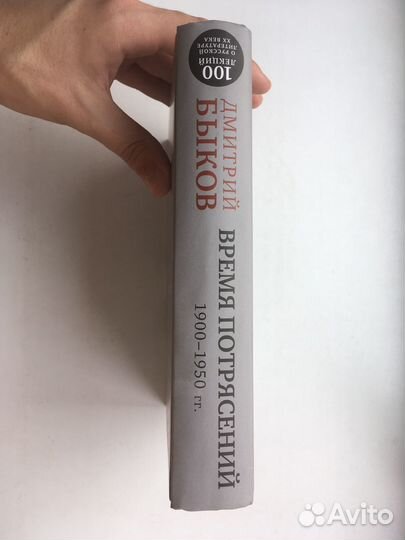 100
ЛЕКЦИЙ
О РУССКОЙ
ЛИТЕРАТУРЕ
XX ВЕКА
ДМИТРИЙ
БЫКОВ
ВРЕМЯ ПОТРЯСЕНИЙ
1900–1950 гг.
Avito